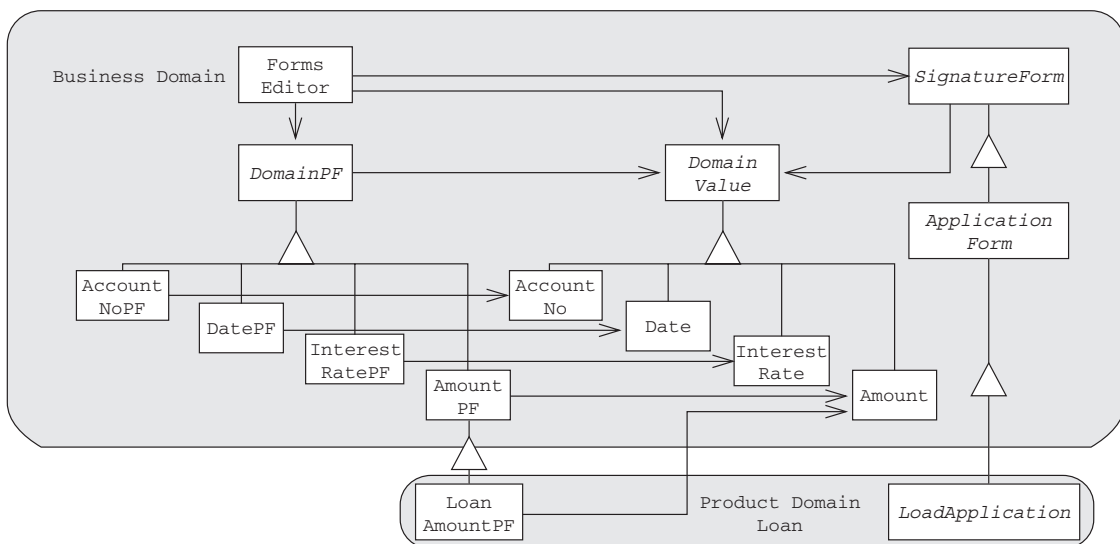 Business Domain
Forms
Editor
SignatureForm
DomainPF
Domain
Value
Application
Form
Account
NoPF
Account
No
DatePF
Date
Interest
RatePF
Interest
Rate
Amount
PF
Amount
Loan
AmountPF
Product Domain
Loan
LoadApplication